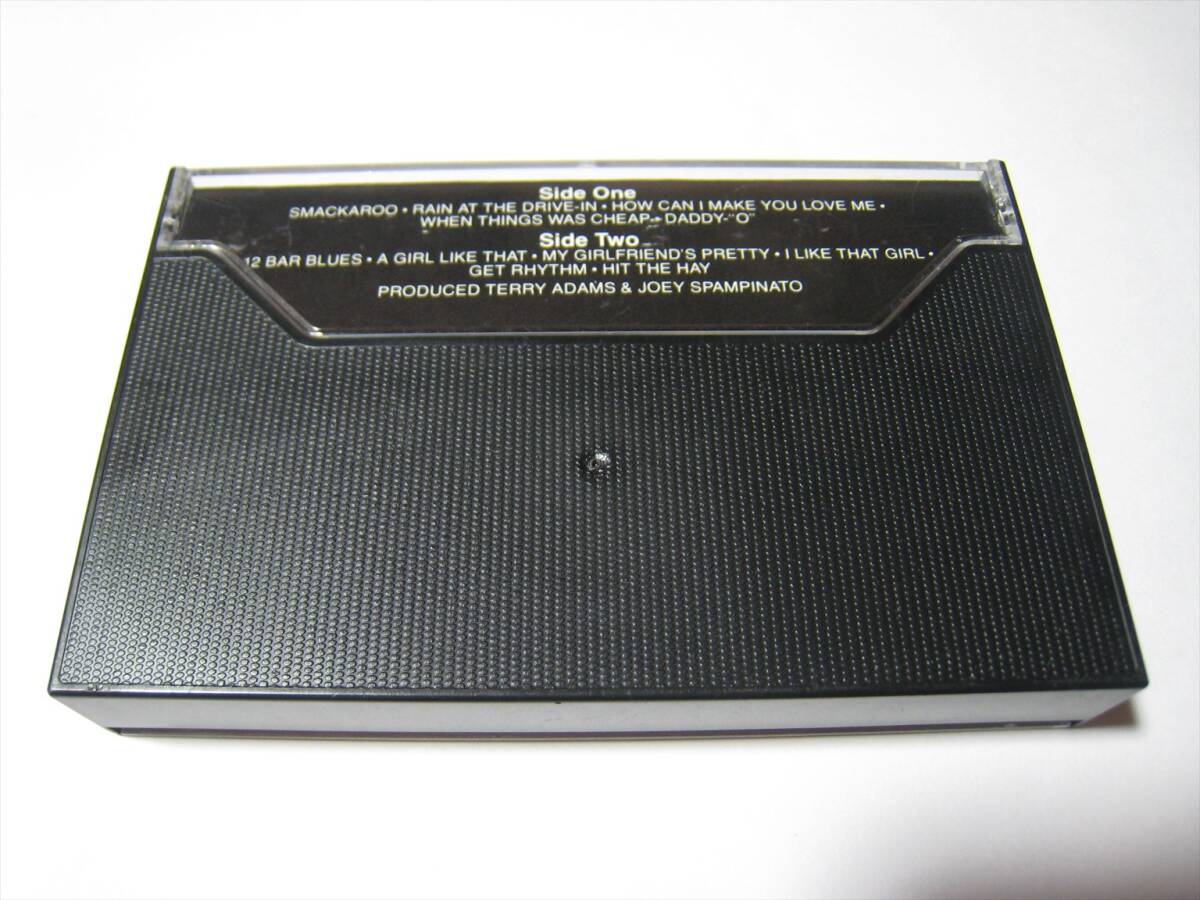 Side One
SMACKAROO • RAIN AT THE DRIVE-IN • HOW CAN I MAKE YOU LOVE ME •
WHEN THINGS WAS CHEAP • DADDY-"O"
Side Two
12 BAR BLUES • A GIRL LIKE THAT • MY GIRLFRIEND'S PRETTY • I LIKE THAT GIRL •
GET RHYTHM • HIT THE HAY
PRODUCED TERRY ADAMS & JOEY SPAMPINATO